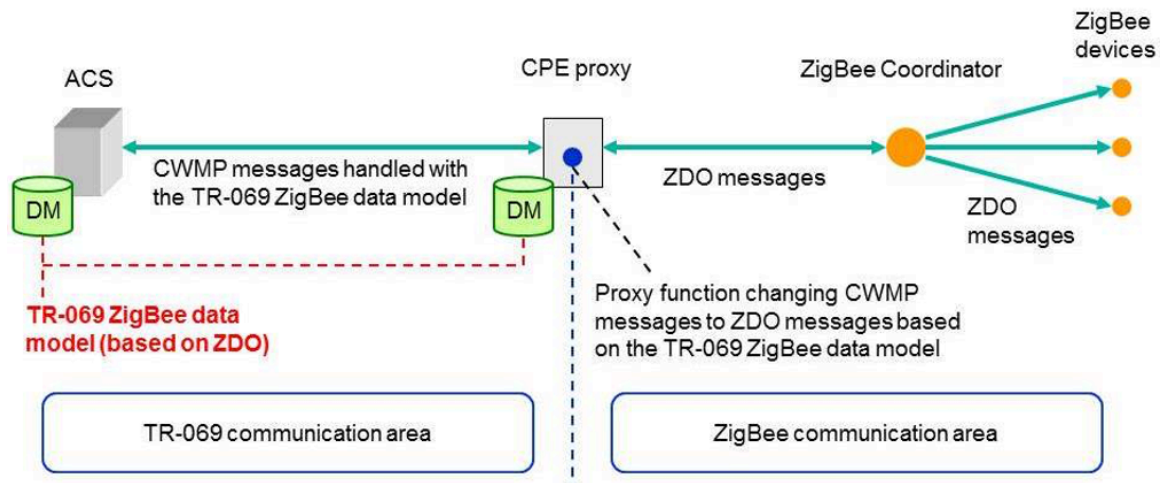 ZigBee
devices
ACS
CPE proxy
ZigBee Coordinator
CWMP messages handled with
the TR-069 ZigBee data model
ZDO messages
DM
DM
ZDO
messages
TR-069 ZigBee data
model (based on ZDO)
Proxy function changing CWMP
messages to ZDO messages based
on the TR-069 ZigBee data model
TR-069 communication area
ZigBee communication area